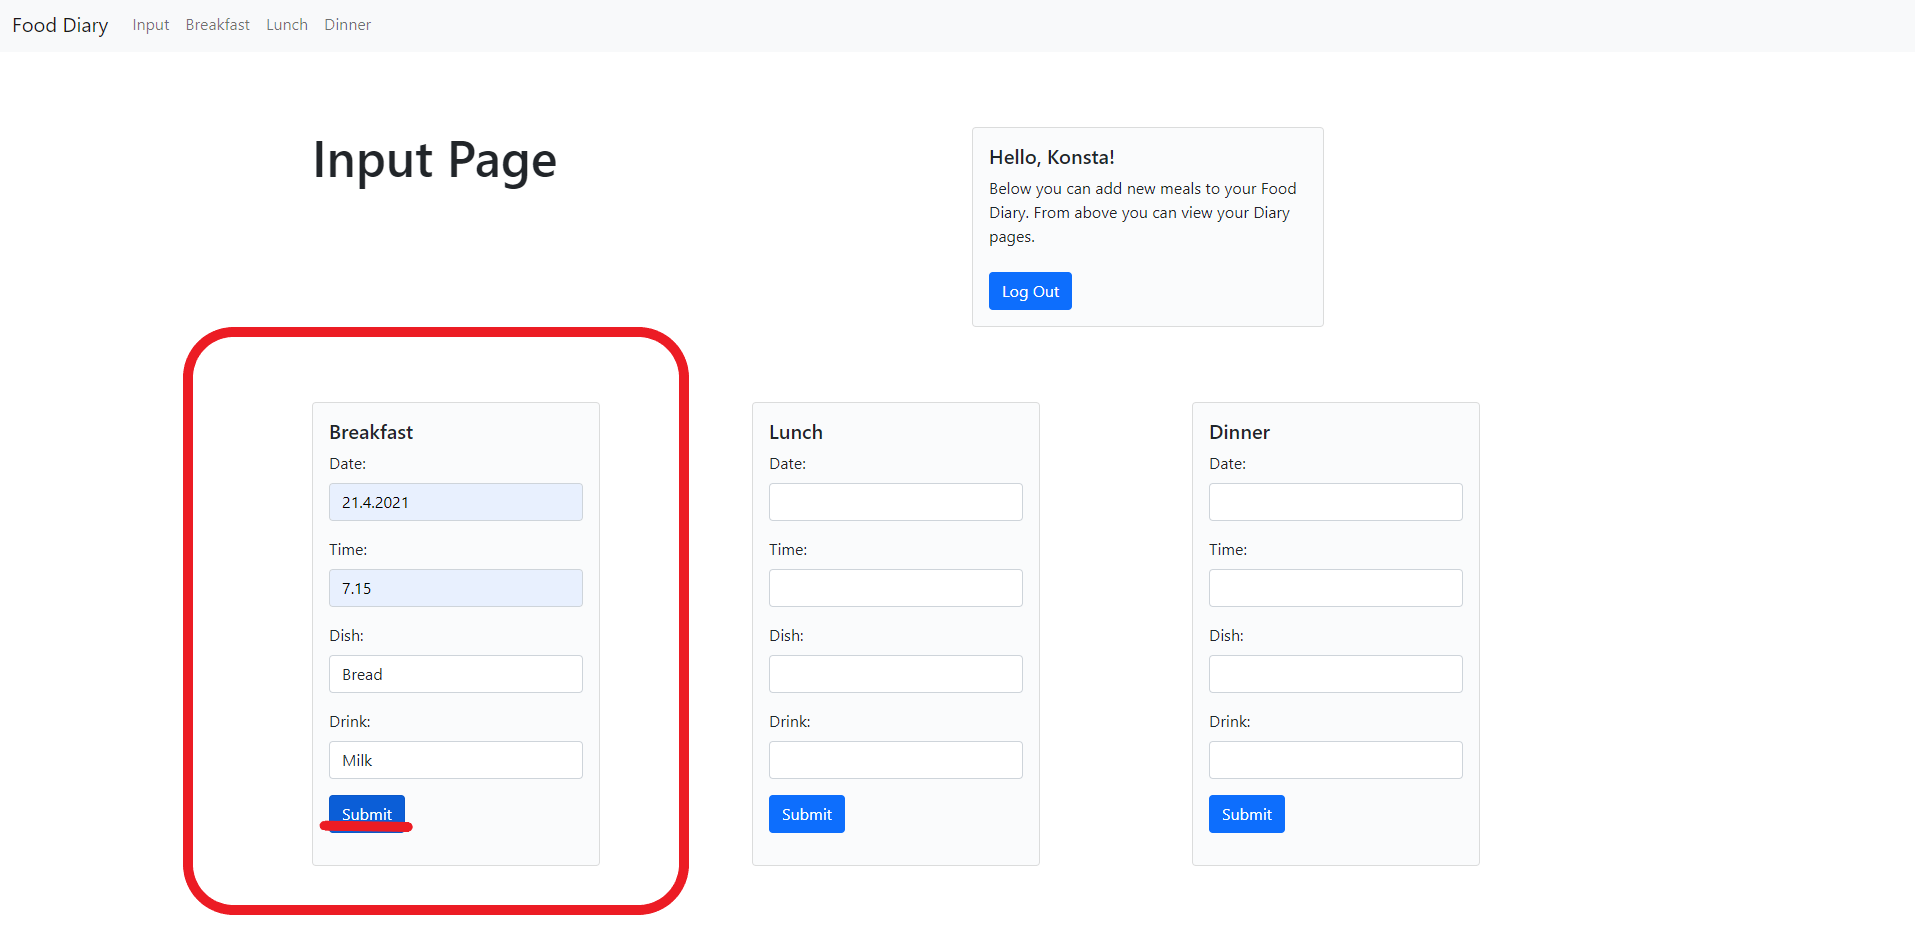 Food Diary Input Breakfast Lunch Dinner
Input Page
Hello, Konsta!
Below you can add new meals to your Food
Diary. From above you can view your Diary
pages.
Log Out
Breakfast
Date:
21.4.2021
Time:
7.15
Dish:
Bread
Drink:
Milk
Submit
Lunch
Date:
Time:
Dish:
Drink:
Submit
Dinner
Date:
Time:
Dish:
Drink:
Submit